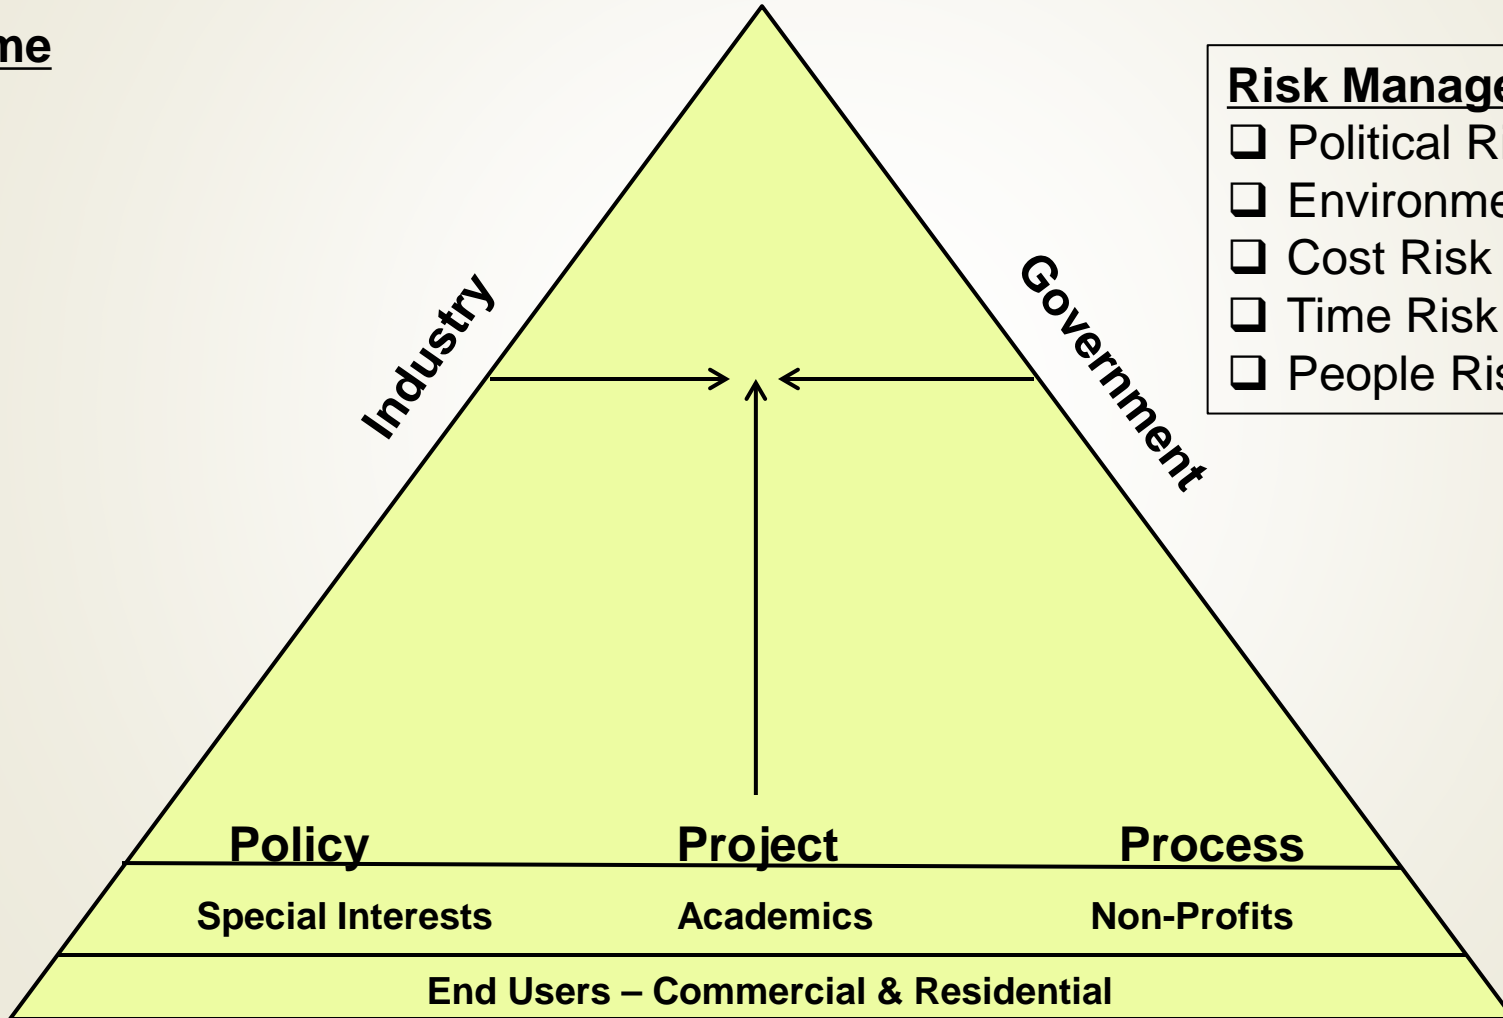 me
Risk Manage
❑ Political Ri
❑ Environme
❑ Cost Risk
❑ Time Risk
❑ People Ris
Industry
Government
Policy Project Process
Special Interests Academics Non-Profits
End Users – Commercial & Residential